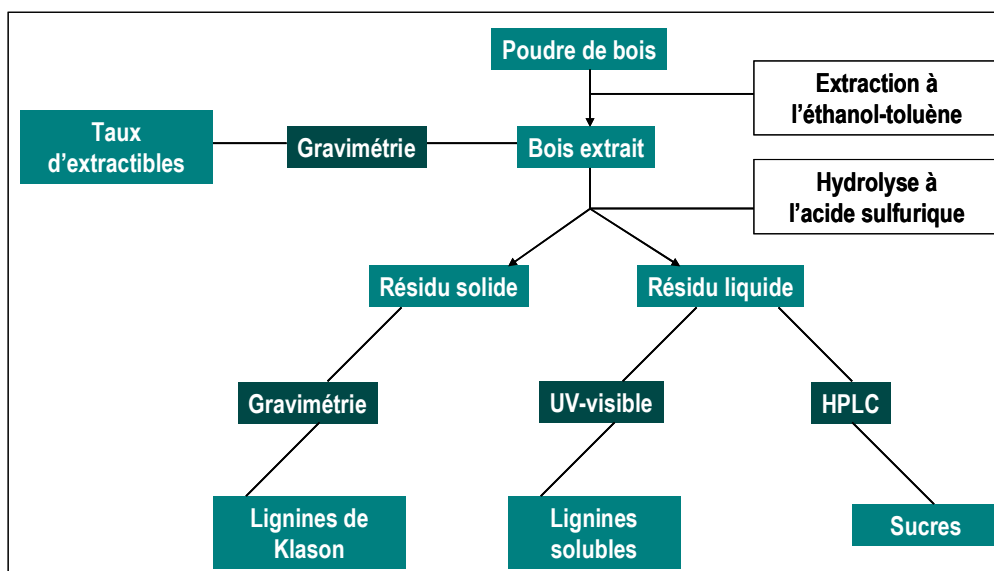 Poudre de bois
Extraction à
l'éthanol-toluène
Taux
d'extractibles
Gravimétrie
Bois extrait
Hydrolyse à
l'acide sulfurique
Résidu solide
Résidu liquide
Gravimétrie
UV-visible
HPLC
Lignines de
Klason
Lignines
solubles
Sucres